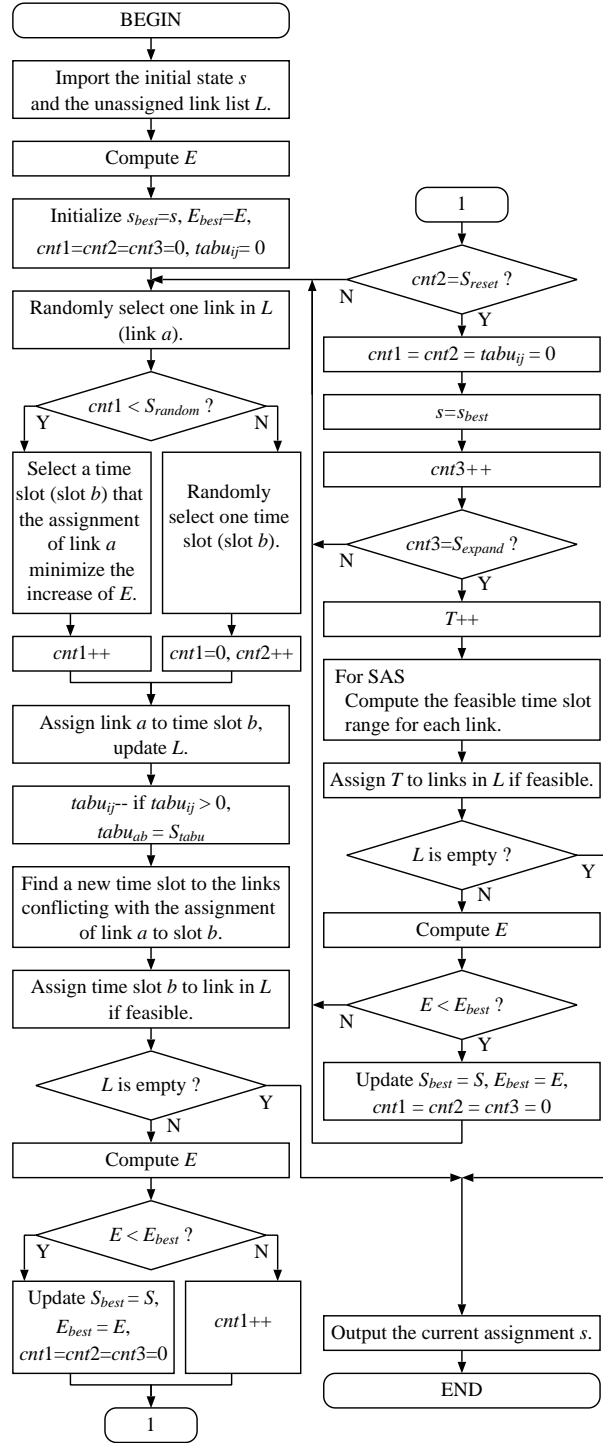 BEGIN
Import the initial state s
and the unassigned link list L.
Compute E
Initialize s_best=s, E_best=E,
cnt1=cnt2=cnt3=0, tabu_ij= 0
Randomly select one link in L
(link a).
cnt1 < S_random ?
Y
N
Select a time
slot (slot b) that
the assignment
of link a
minimize the
increase of E.
Randomly
select one time
slot (slot b).
cnt1++
cnt1=0, cnt2++
Assign link a to time slot b,
update L.
tabu_ij-- if tabu_ij > 0,
tabu_ab = S_tabu
Find a new time slot to the links
conflicting with the assignment
of link a to slot b.
Assign time slot b to link in L
if feasible.
L is empty ?
Y
N
Compute E
E < E_best ?
Y
N
Update S_best = S,
E_best = E,
cnt1=cnt2=cnt3=0
cnt1++
1
1
cnt2=S_reset ?
N
Y
cnt1 = cnt2 = tabu_ij = 0
s=s_best
cnt3++
cnt3=S_expand ?
N
Y
T++
For SAS
Compute the feasible time slot
range for each link.
Assign T to links in L if feasible.
L is empty ?
Y
N
Compute E
E < E_best ?
N
Y
Update S_best = S, E_best = E,
cnt1 = cnt2 = cnt3 = 0
Output the current assignment s.
END